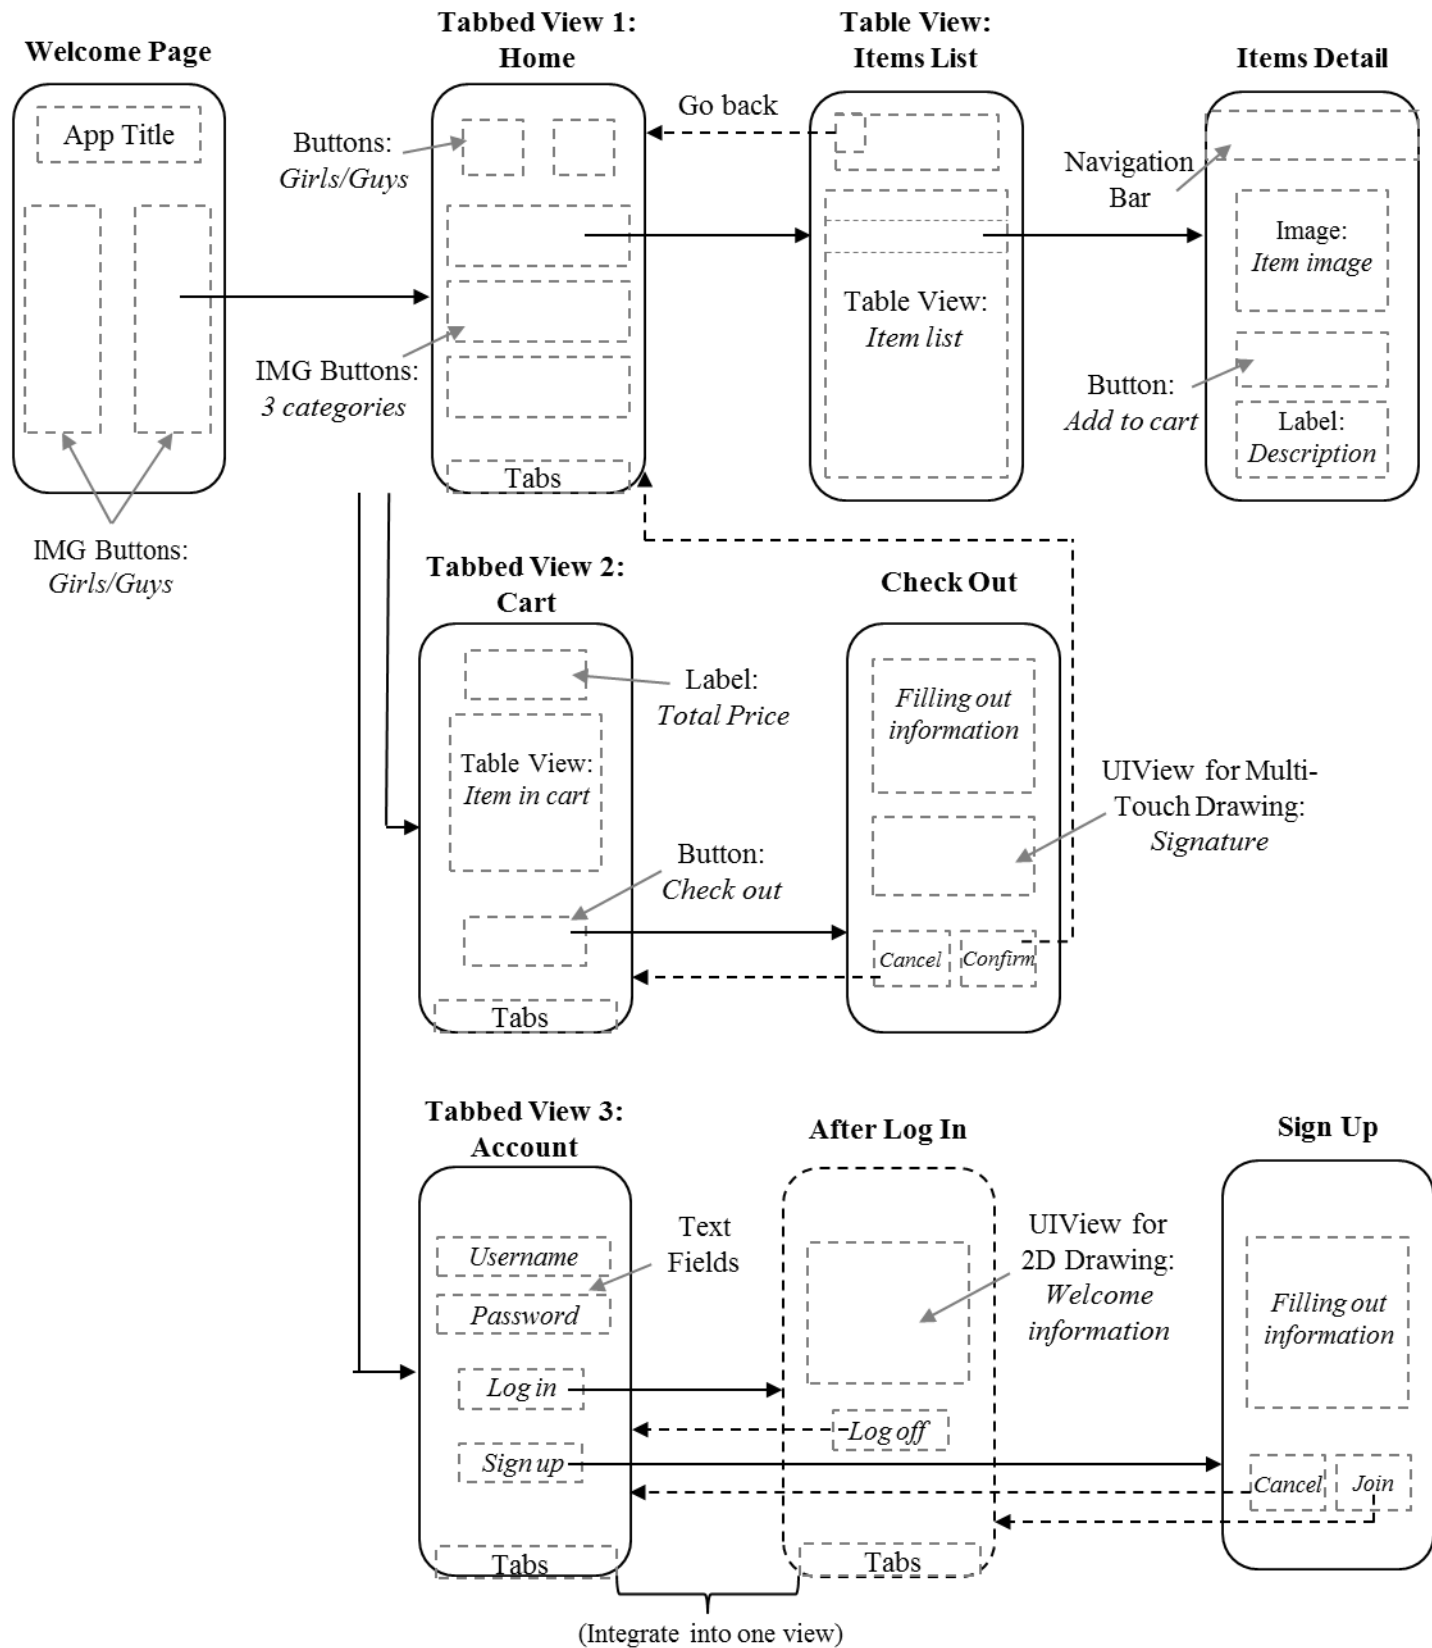 Welcome Page
Tabbed View 1:
Home
Table View:
Items List
Items Detail
App Title
Buttons:
Girls/Guys
Go back
Navigation
Bar
Image:
Item image
Table View:
Item list
IMG Buttons:
3 categories
Button:
Add to cart
Label:
Description
Tabs
IMG Buttons:
Girls/Guys
Tabbed View 2:
Cart
Check Out
Label:
Total Price
Filling out
information
Table View:
Item in cart
UIView for Multi-
Touch Drawing:
Signature
Button:
Check out
Cancel
Confirm
Tabs
Tabbed View 3:
Account
After Log In
Sign Up
Username
Text
Fields
Password
UIView for
2D Drawing:
Welcome
information
Filling out
information
Log in
Log off
Sign up
Cancel
Join
Tabs
Tabs
(Integrate into one view)